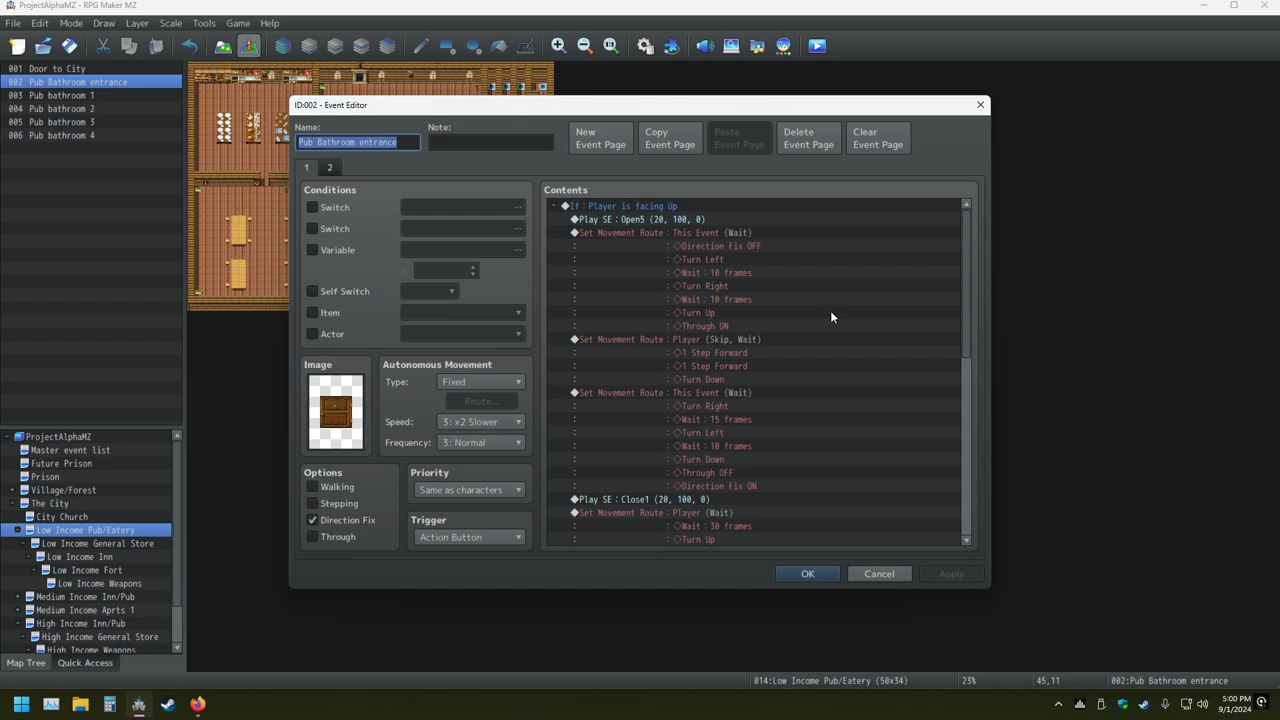 ProjectAlphaMZ - RPG Maker MZ
File Edit Mode Draw Layer Scale Tools Game Help
001 Door to City
002 Pub Bathroom entrance
003 Pub bathroom 1
004 Pub bathroom 2
005 Pub bathroom 3
006 Pub bathroom 4
ID:002 - Event Editor
Name: Note:
Pub Bathroom entrance
New Event Page
Copy Event Page
Paste Event Page
Delete Event Page
Clear Event Page
1 2
Conditions
Switch ...
Switch ...
Variable ...
Self Switch
Item
Actor
Image
Autonomous Movement
Type: Fixed
Route...
Speed: 3: x2 Slower
Frequency: 3: Normal
Options
Walking
Stepping
Direction Fix
Through
Priority
Same as characters
Trigger
Action Button
Contents
- ◆If : Player is facing Up
◆Play SE : Open5 (20, 100, 0)
◆Set Movement Route : This Event (Wait)
: : ◇Direction Fix OFF
: : ◇Turn Left
: : ◇Wait : 10 frames
: : ◇Turn Right
: : ◇Wait : 10 frames
: : ◇Turn Up
: : ◇Through ON
◆Set Movement Route : Player (Skip, Wait)
: : ◇1 Step Forward
: : ◇1 Step Forward
: : ◇Turn Down
◆Set Movement Route : This Event (Wait)
: : ◇Turn Right
: : ◇Wait : 15 frames
: : ◇Turn Left
: : ◇Wait : 10 frames
: : ◇Turn Down
: : ◇Through OFF
: : ◇Direction Fix ON
◆Play SE : Close1 (20, 100, 0)
◆Set Movement Route : Player (Wait)
: : ◇Wait : 30 frames
: : ◇Turn Up
OK Cancel Apply
ProjectAlphaMZ
Master event list
Future Prison
Prison
Village/Forest
The City
City Church
Low Income Pub/Eatery
Low Income General Store
Low Income Inn
Low Income Fort
Low Income Weapons
Medium Income Inn/Pub
Medium Income Aprts 1
High Income Inn/Pub
High Income General Store
High Income Weapons
Map Tree Quick Access
014:Low Income Pub/Eatery (50x34) 23% 45,11 002:Pub Bathroom entrance
5:00 PM
9/1/2024